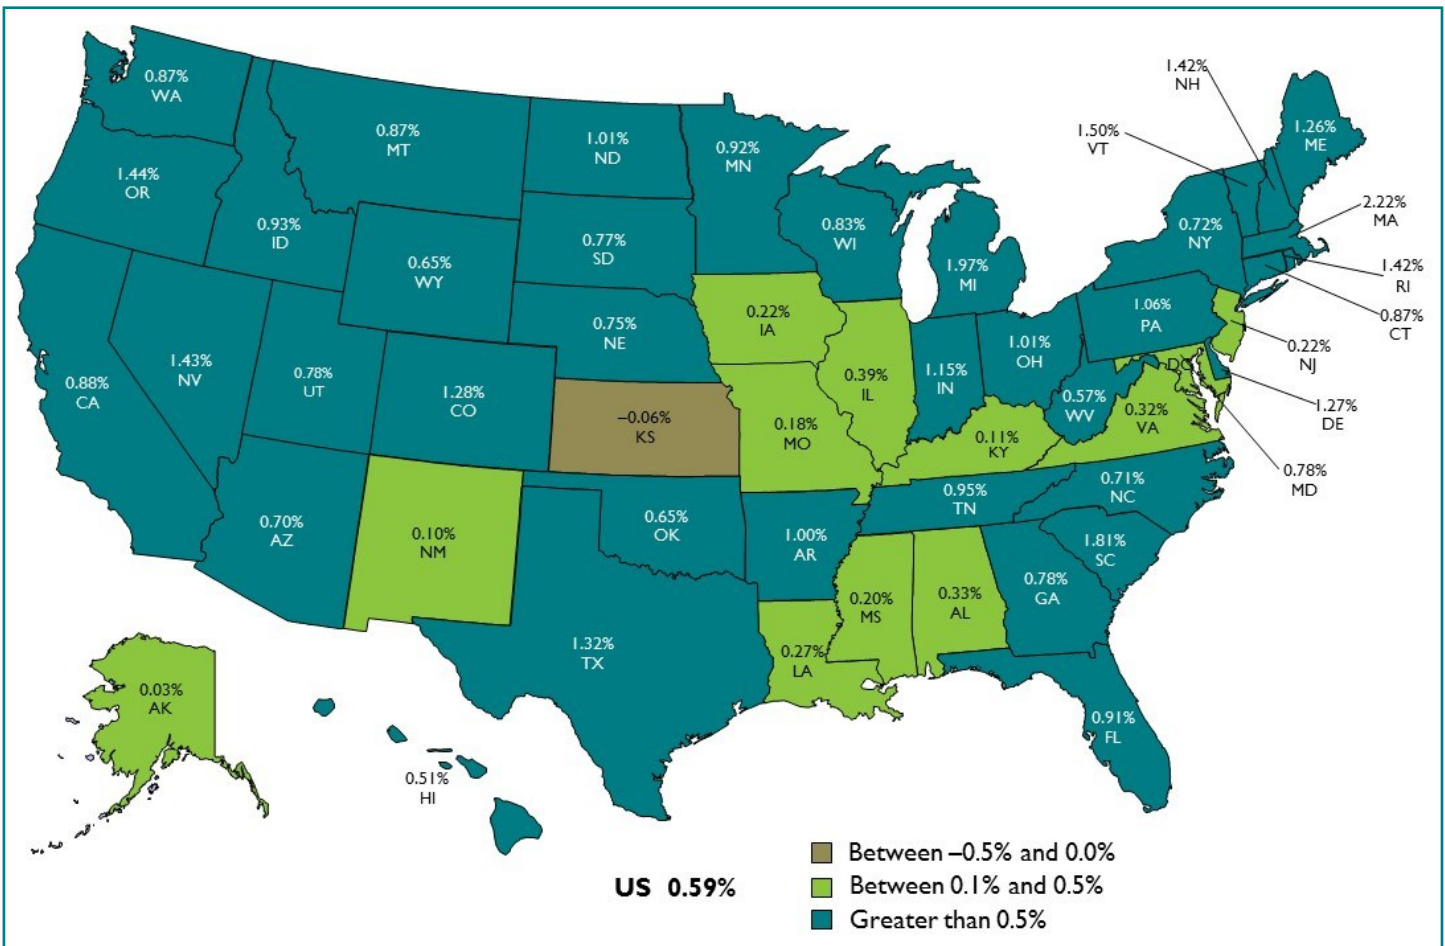 0.87%
WA
0.87%
MT
1.01%
ND
0.92%
MN
1.42%
NH
1.50%
VT
1.26%
ME
1.44%
OR
0.93%
ID
0.65%
WY
0.77%
SD
0.83%
WI
1.97%
MI
0.72%
NY
2.22%
MA
1.42%
RI
0.87%
CT
0.88%
CA
1.43%
NV
0.78%
UT
1.28%
CO
0.75%
NE
0.22%
IA
0.39%
IL
1.15%
IN
1.01%
OH
1.06%
PA
0.22%
NJ
1.27%
DE
DC
0.78%
MD
–0.06%
KS
0.18%
MO
0.11%
KY
0.57%
WV
0.32%
VA
0.70%
AZ
0.10%
NM
0.65%
OK
1.00%
AR
0.95%
TN
0.71%
NC
1.81%
SC
0.78%
GA
0.33%
AL
0.20%
MS
0.27%
LA
1.32%
TX
0.91%
FL
0.03%
AK
0.51%
HI
US 0.59%
Between –0.5% and 0.0%
Between 0.1% and 0.5%
Greater than 0.5%